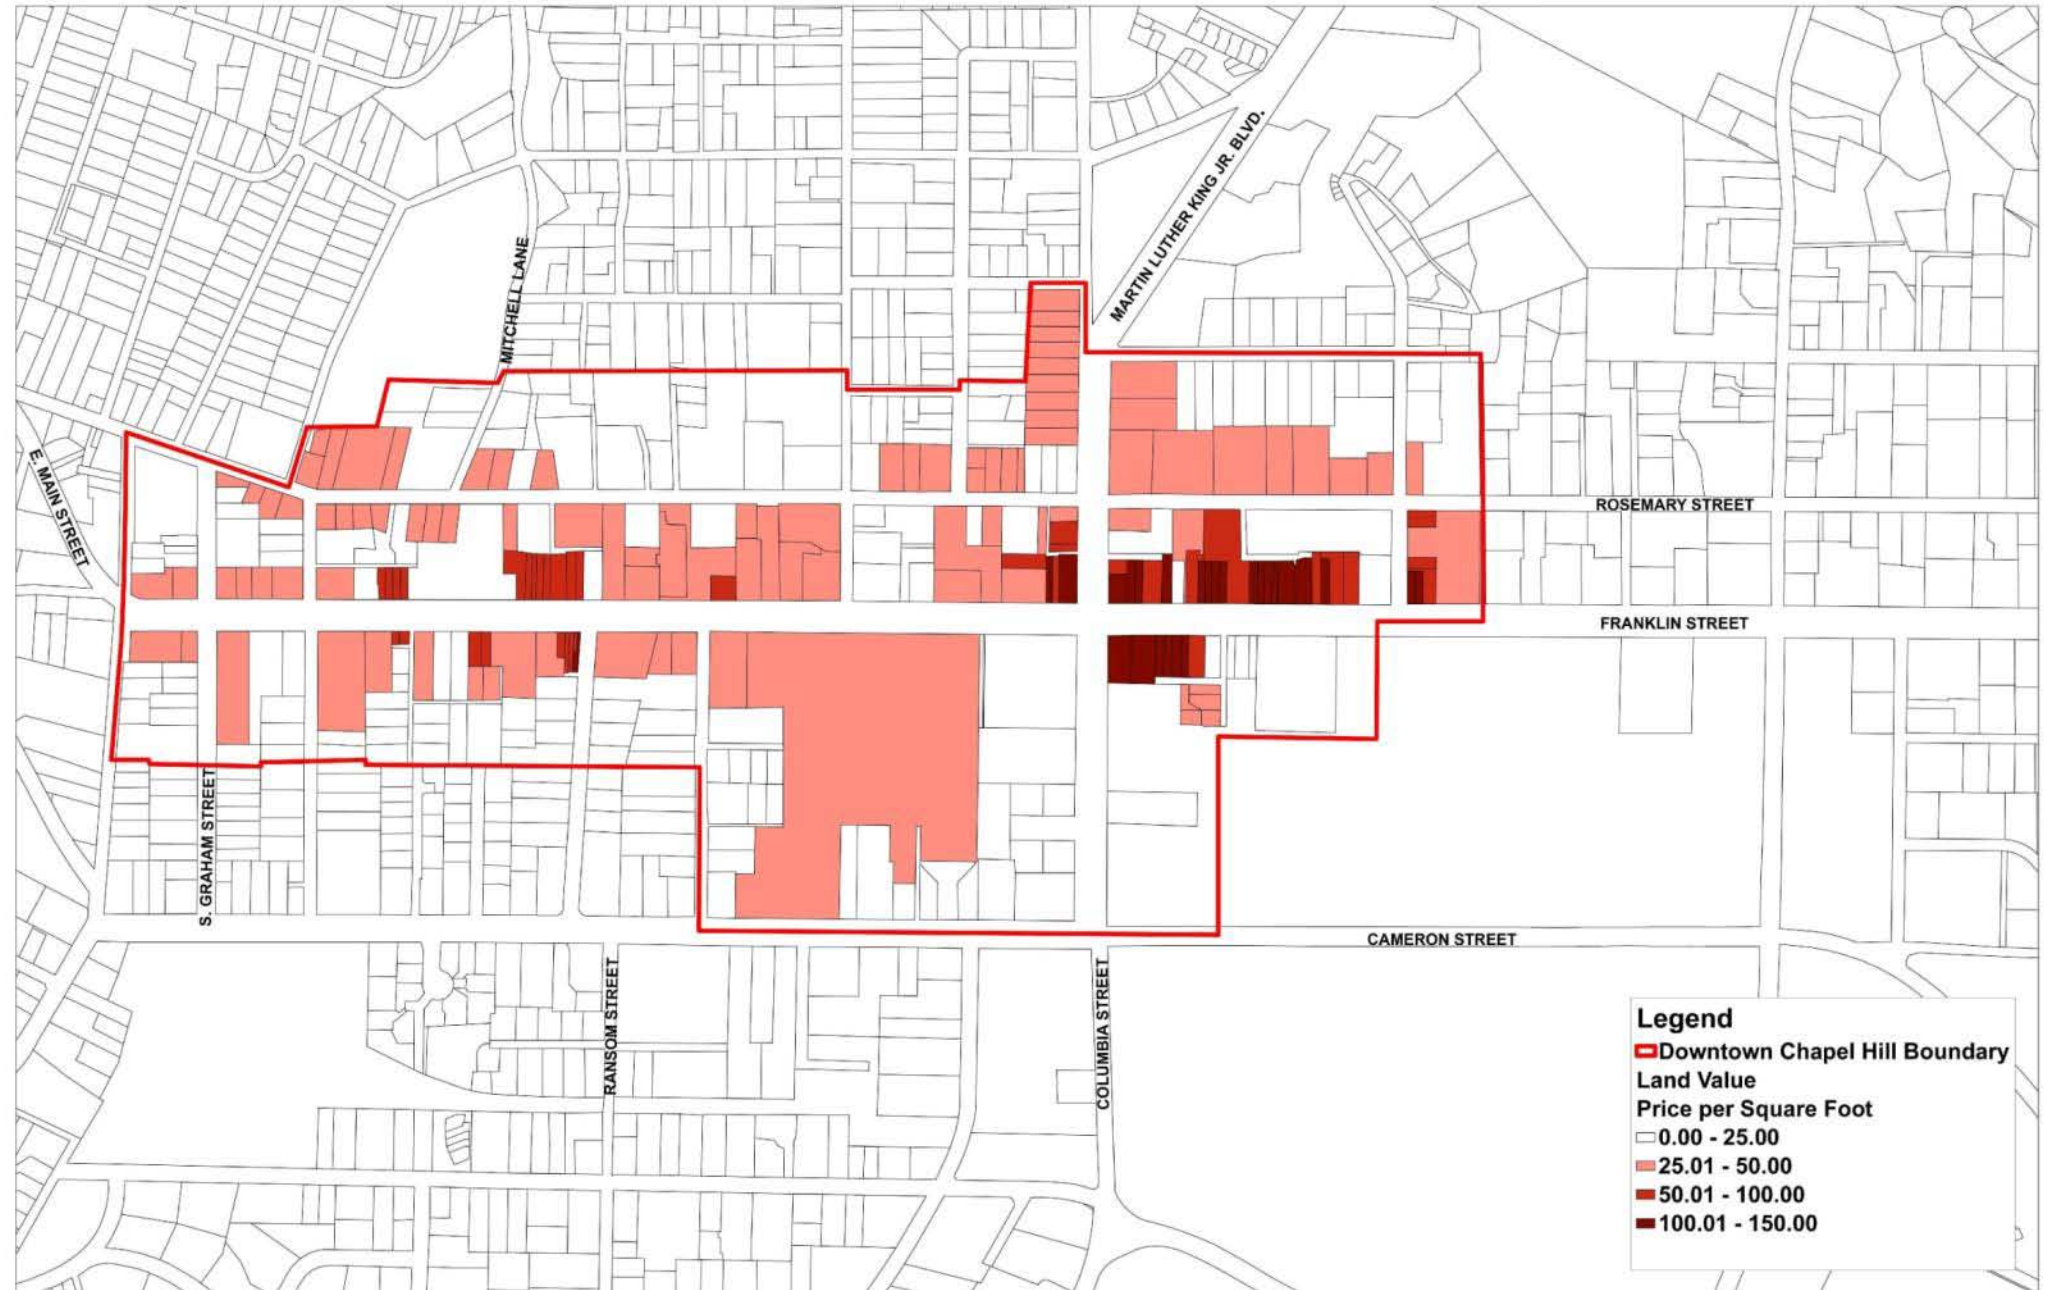 MARTIN LUTHER KING JR. BLVD.
MITCHELL LANE
E. MAIN STREET
ROSEMARY STREET
FRANKLIN STREET
S. GRAHAM STREET
CAMERON STREET
RANSOM STREET
COLUMBIA STREET
Legend
Downtown Chapel Hill Boundary
Land Value
Price per Square Foot
0.00 - 25.00
25.01 - 50.00
50.01 - 100.00
100.01 - 150.00